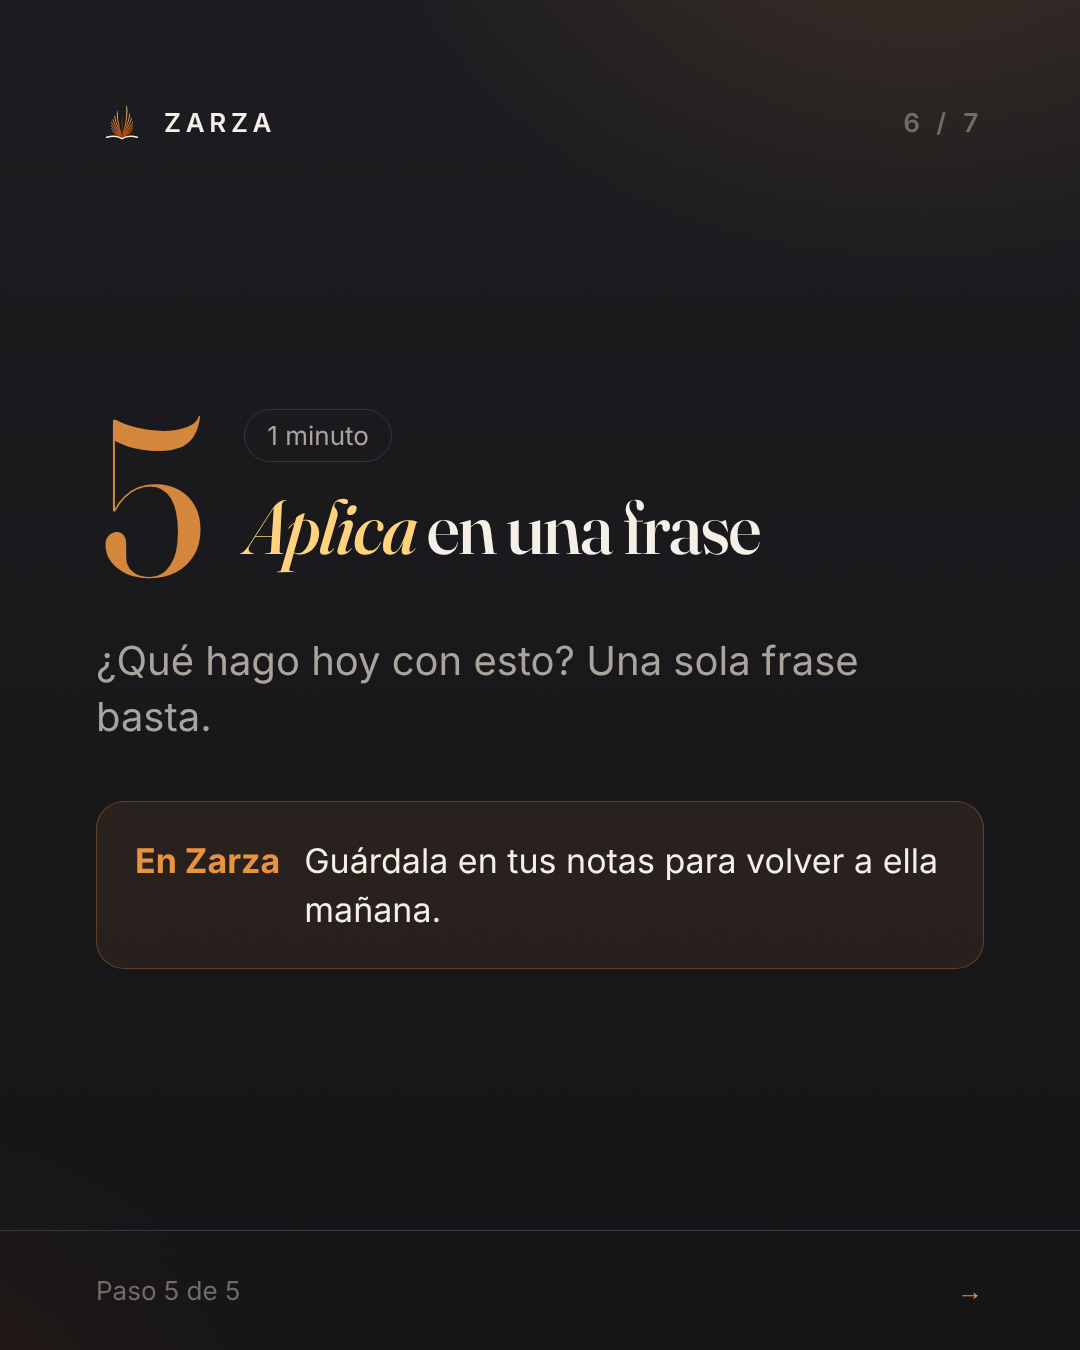 ZARZA
6 / 7
5
1 minuto
Aplica en una frase
¿Qué hago hoy con esto? Una sola frase
basta.
En Zarza Guárdala en tus notas para volver a ella
mañana.
Paso 5 de 5
→